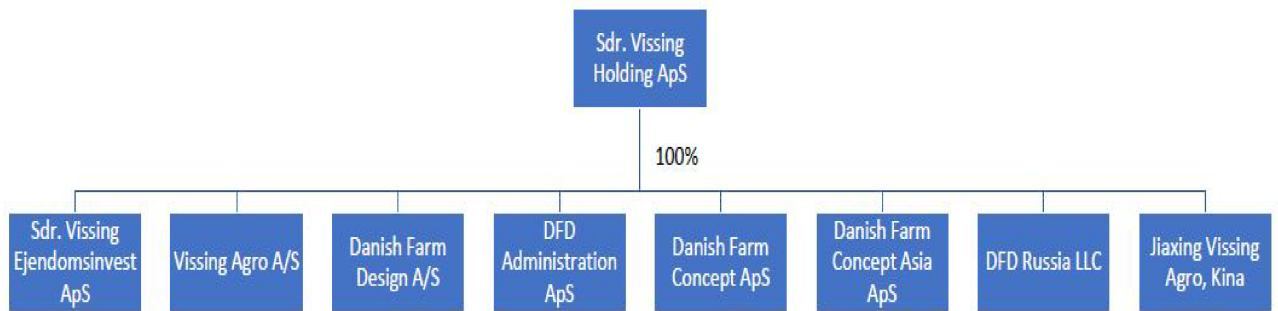 Sdr. Vissing
Holding ApS
100%
Sdr. Vissing
Ejendomsinvest
ApS
Vissing Agro A/S
Danish Farm
Design A/S
DFD
Administration
ApS
Danish Farm
Concept ApS
Danish Farm
Concept Asia
ApS
DFD Russia LLC
Jiaxing Vissing
Agro, Kina